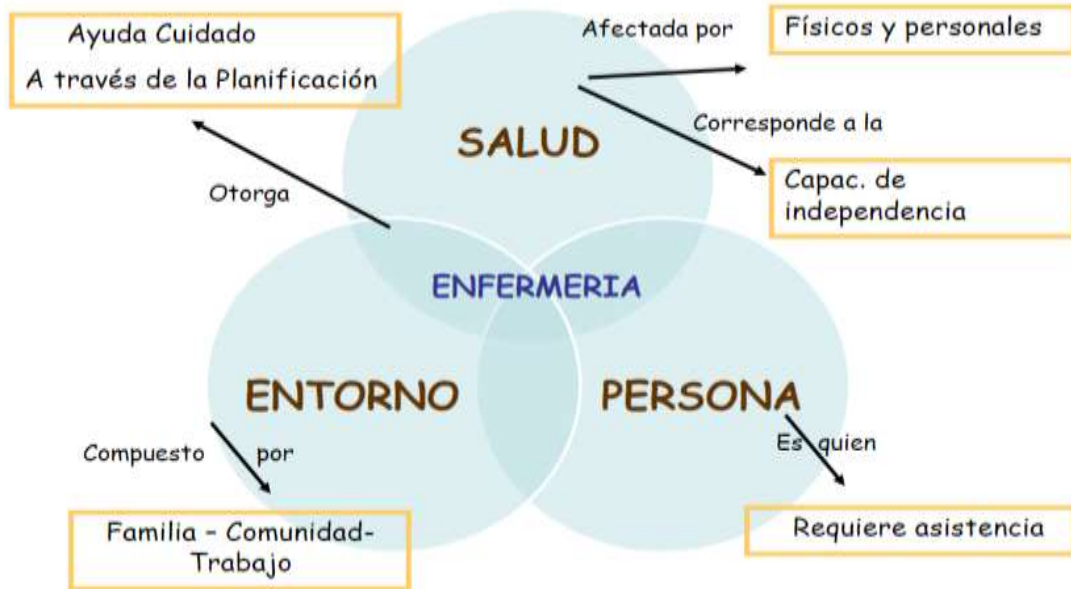 Ayuda Cuidado
A través de la Planificación
Afectada por
Físicos y personales
SALUD
Corresponde a la
Capac. de
independencia
Otorga
ENFERMERIA
ENTORNO
PERSONA
Compuesto por
Es quien
Familia – Comunidad-
Trabajo
Requiere asistencia